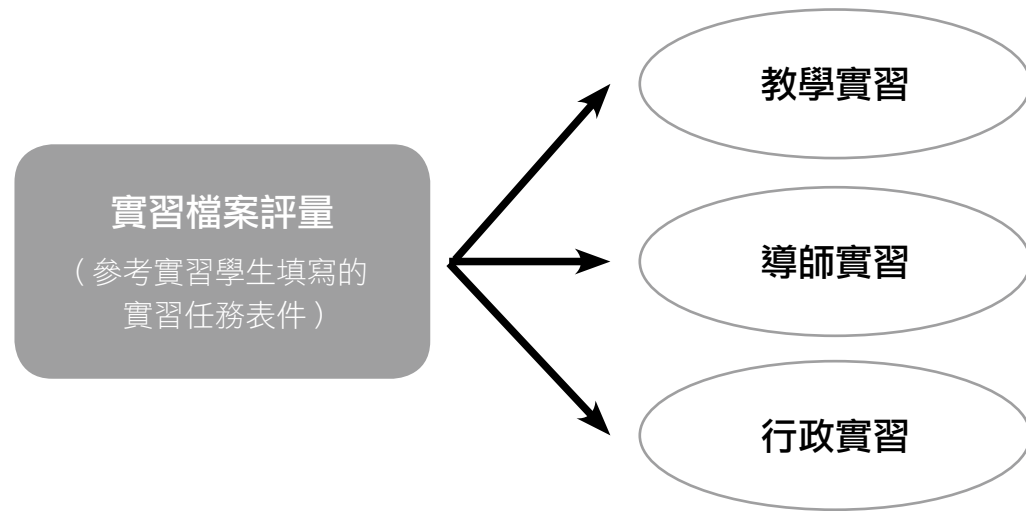 實習檔案評量
（參考實習學生填寫的
實習任務表件）
教學實習
導師實習
行政實習